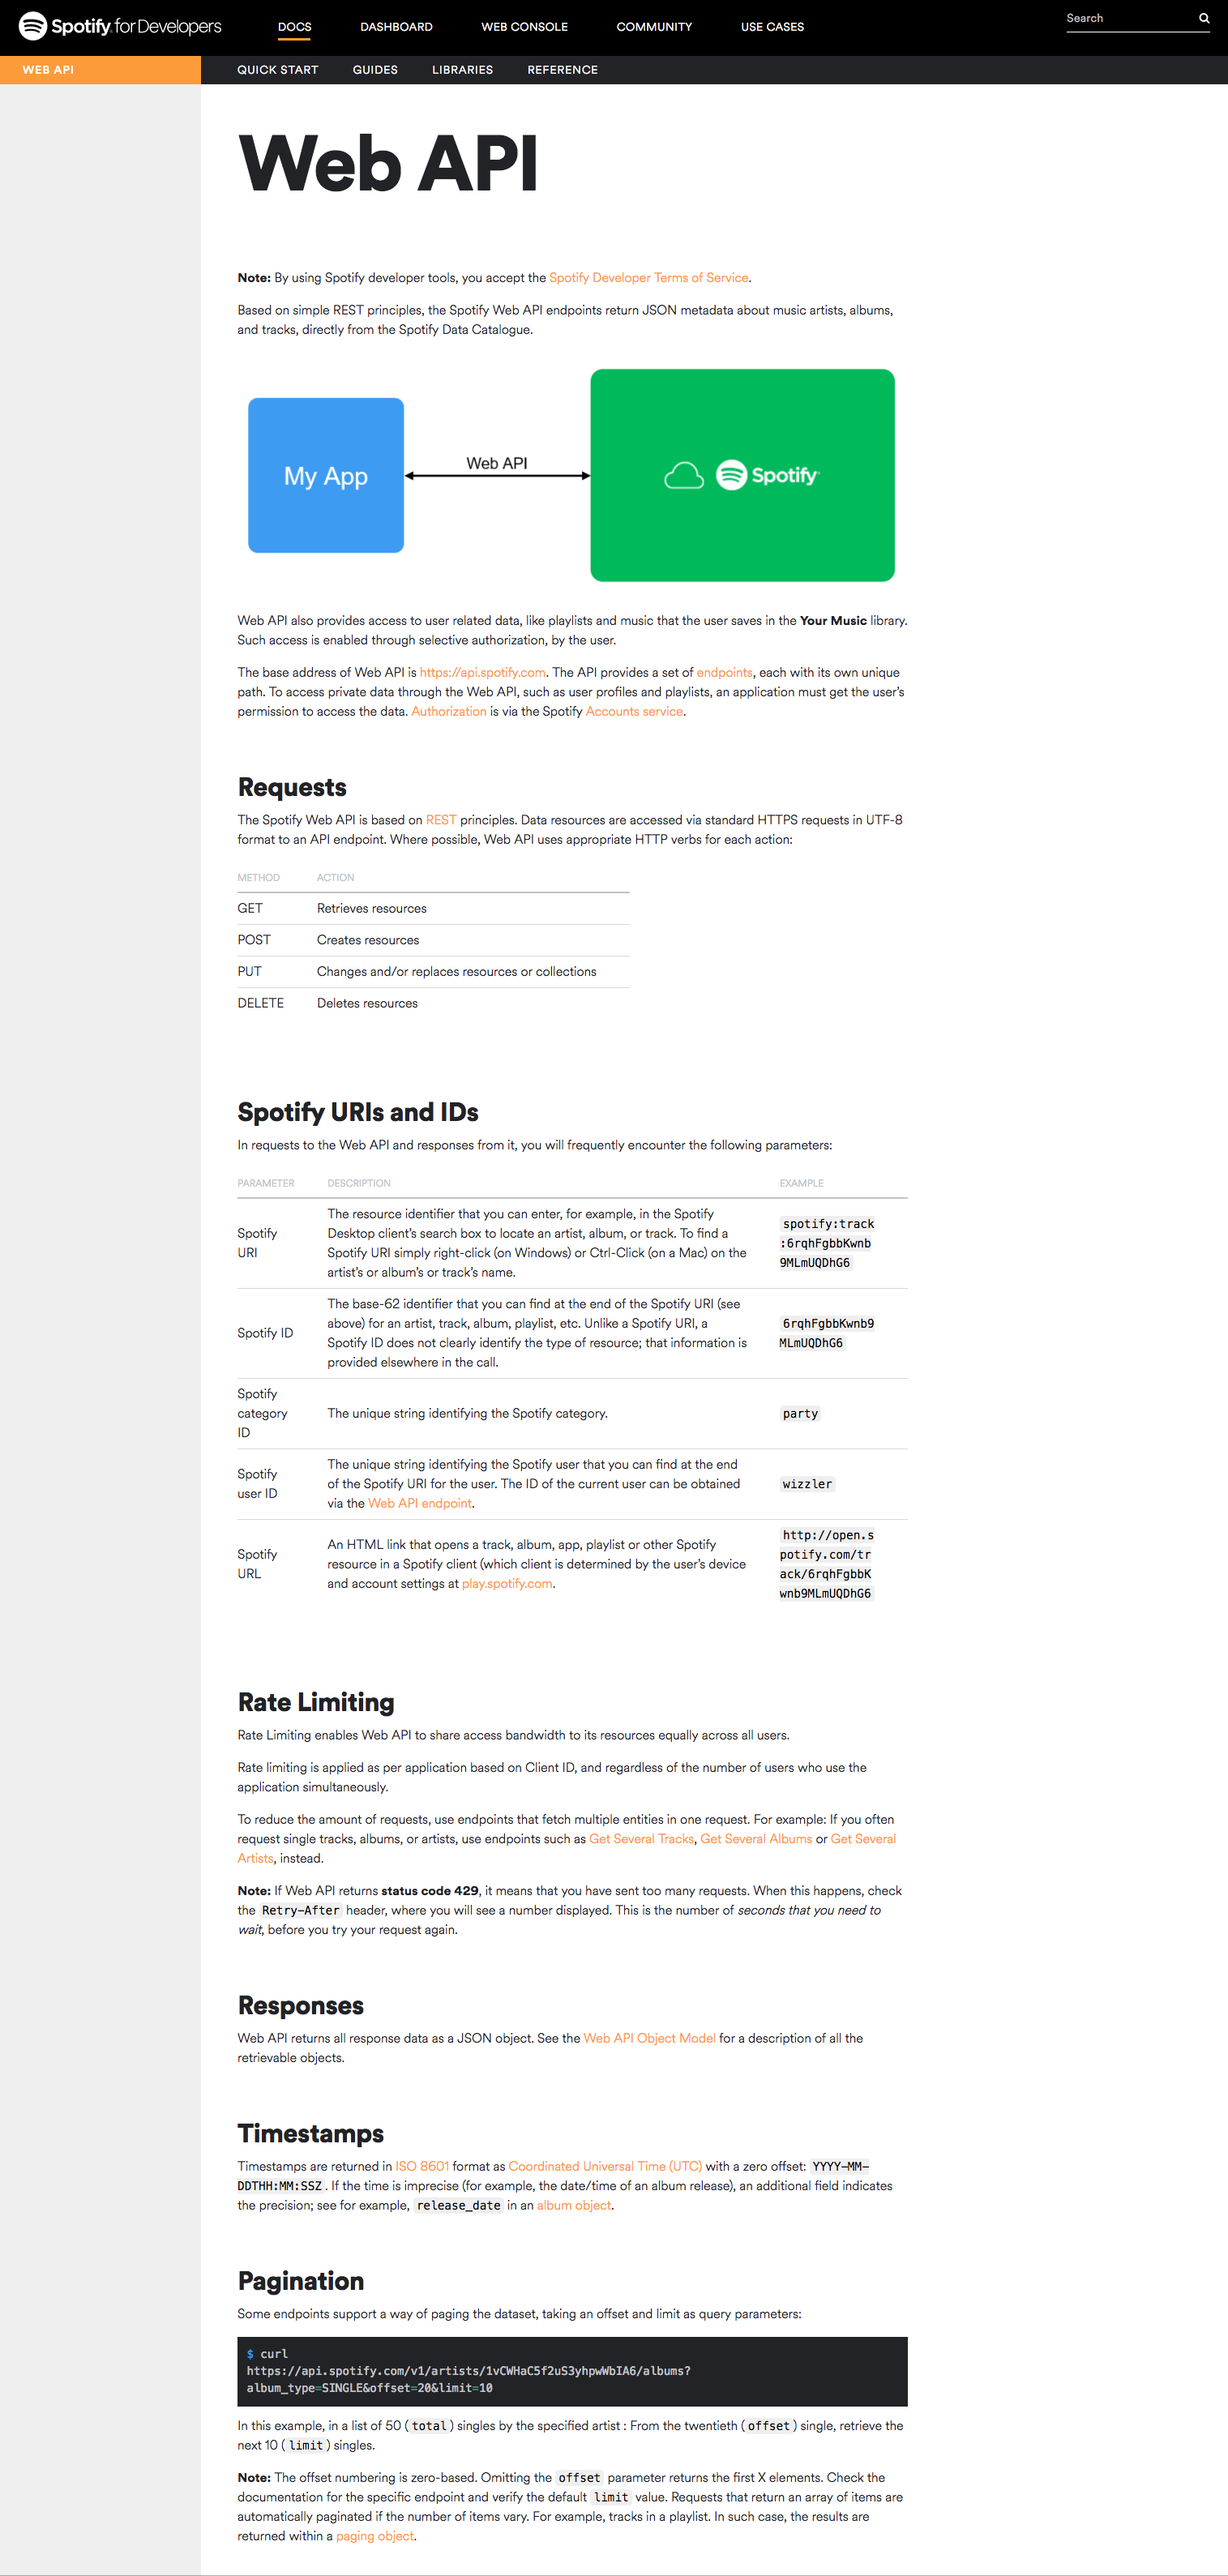 Spotify for Developers
DOCS
DASHBOARD
WEB CONSOLE
COMMUNITY
USE CASES
Search
WEB API
QUICK START
GUIDES
LIBRARIES
REFERENCE
Web API
Note: By using Spotify developer tools, you accept the Spotify Developer Terms of Service.
Based on simple REST principles, the Spotify Web API endpoints return JSON metadata about music artists, albums,
and tracks, directly from the Spotify Data Catalogue.
My App
Web API
Spotify
Web API also provides access to user related data, like playlists and music that the user saves in the Your Music library.
Such access is enabled through selective authorization, by the user.
The base address of Web API is https://api.spotify.com. The API provides a set of endpoints, each with its own unique
path. To access private data through the Web API, such as user profiles and playlists, an application must get the user's
permission to access the data. Authorization is via the Spotify Accounts service.
Requests
The Spotify Web API is based on REST principles. Data resources are accessed via standard HTTPS requests in UTF-8
format to an API endpoint. Where possible, Web API uses appropriate HTTP verbs for each action:
METHOD ACTION
GET Retrieves resources
POST Creates resources
PUT Changes and/or replaces resources or collections
DELETE Deletes resources
Spotify URIs and IDs
In requests to the Web API and responses from it, you will frequently encounter the following parameters:
PARAMETER DESCRIPTION EXAMPLE
Spotify
URI
The resource identifier that you can enter, for example, in the Spotify
Desktop client's search box to locate an artist, album, or track. To find a
Spotify URI simply right-click (on Windows) or Ctrl-Click (on a Mac) on the
artist's or album's or track's name.
spotify:track
:6rqhFgbbKwnb
9MLmUQDhG6
Spotify ID
The base-62 identifier that you can find at the end of the Spotify URI (see
above) for an artist, track, album, playlist, etc. Unlike a Spotify URI, a
Spotify ID does not clearly identify the type of resource; that information is
provided elsewhere in the call.
6rqhFgbbKwnb9
MLmUQDhG6
Spotify
category
ID
The unique string identifying the Spotify category.
party
Spotify
user ID
The unique string identifying the Spotify user that you can find at the end
of the Spotify URI for the user. The ID of the current user can be obtained
via the Web API endpoint.
wizzler
Spotify
URL
An HTML link that opens a track, album, app, playlist or other Spotify
resource in a Spotify client (which client is determined by the user's device
and account settings at play.spotify.com.
http://open.s
potify.com/tr
ack/6rqhFgbbK
wnb9MLmUQDhG6
Rate Limiting
Rate Limiting enables Web API to share access bandwidth to its resources equally across all users.
Rate limiting is applied as per application based on Client ID, and regardless of the number of users who use the
application simultaneously.
To reduce the amount of requests, use endpoints that fetch multiple entities in one request. For example: If you often
request single tracks, albums, or artists, use endpoints such as Get Several Tracks, Get Several Albums or Get Several
Artists, instead.
Note: If Web API returns status code 429, it means that you have sent too many requests. When this happens, check
the Retry-After header, where you will see a number displayed. This is the number of seconds that you need to
wait, before you try your request again.
Responses
Web API returns all response data as a JSON object. See the Web API Object Model for a description of all the
retrievable objects.
Timestamps
Timestamps are returned in ISO 8601 format as Coordinated Universal Time (UTC) with a zero offset: YYYY-MM-
DDTHH:MM:SSZ. If the time is imprecise (for example, the date/time of an album release), an additional field indicates
the precision; see for example, release_date in an album object.
Pagination
Some endpoints support a way of paging the dataset, taking an offset and limit as query parameters:
$ curl
https://api.spotify.com/v1/artists/1vCWHaC5f2uS3yhpwWbIA6/albums?
album_type=SINGLE&offset=20&limit=10
In this example, in a list of 50 (total) singles by the specified artist : From the twentieth (offset) single, retrieve the
next 10 (limit) singles.
Note: The offset numbering is zero-based. Omitting the offset parameter returns the first X elements. Check the
documentation for the specific endpoint and verify the default limit value. Requests that return an array of items are
automatically paginated if the number of items vary. For example, tracks in a playlist. In such case, the results are
returned within a paging object.